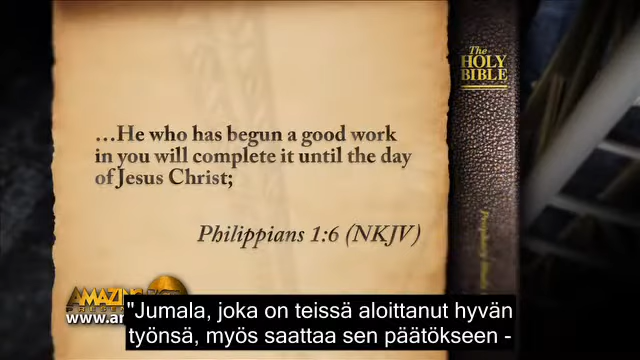 The
HOLY
BIBLE
…He who has begun a good work
in you will complete it until the day
of Jesus Christ;
Philippians 1:6 (NKJV)
"Jumala, joka on teissä aloittanut hyvän
työnsä, myös saattaa sen päätökseen -